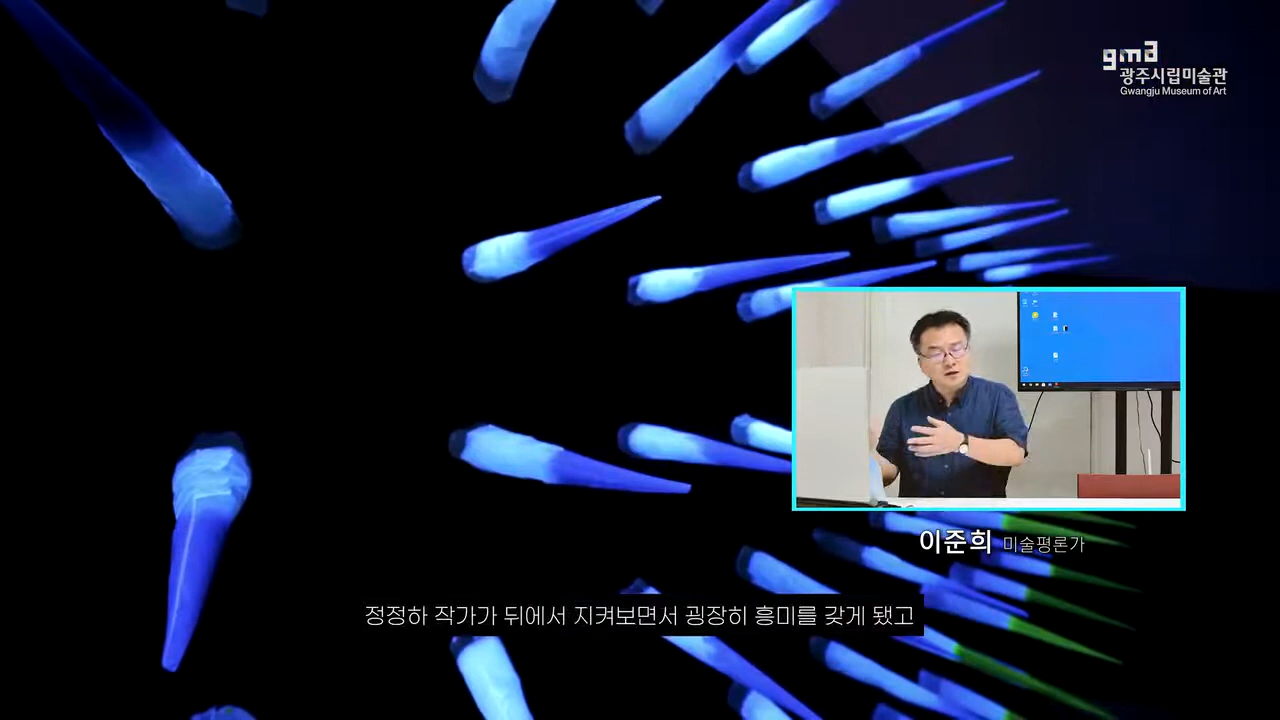 gma
광주시립미술관
Gwangju Museum of Art
이준희 미술평론가
정정하 작가가 뒤에서 지켜보면서 굉장히 흥미를 갖게 됐고